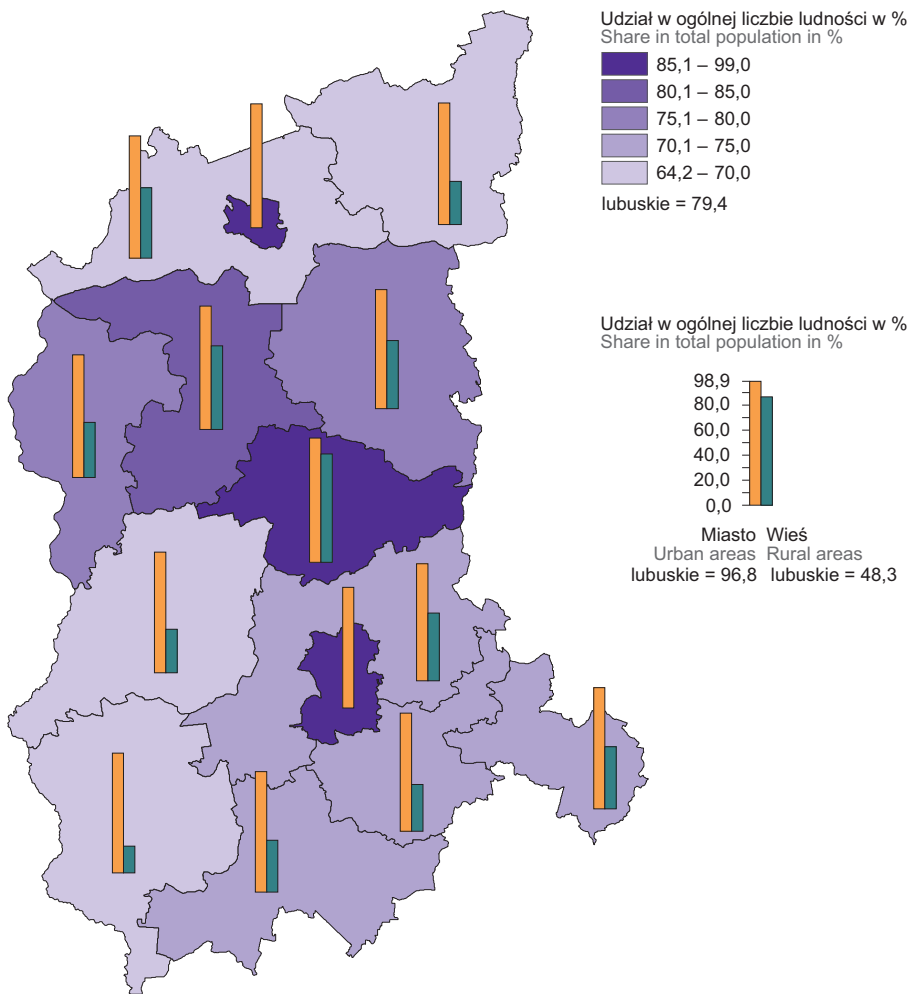 Udział w ogólnej liczbie ludności w %
Share in total population in %
85,1 – 99,0
80,1 – 85,0
75,1 – 80,0
70,1 – 75,0
64,2 – 70,0
lubuskie = 79,4
Udział w ogólnej liczbie ludności w %
Share in total population in %
98,9
80,0
60,0
40,0
20,0
0,0
Miasto Wieś
Urban areas Rural areas
lubuskie = 96,8 lubuskie = 48,3